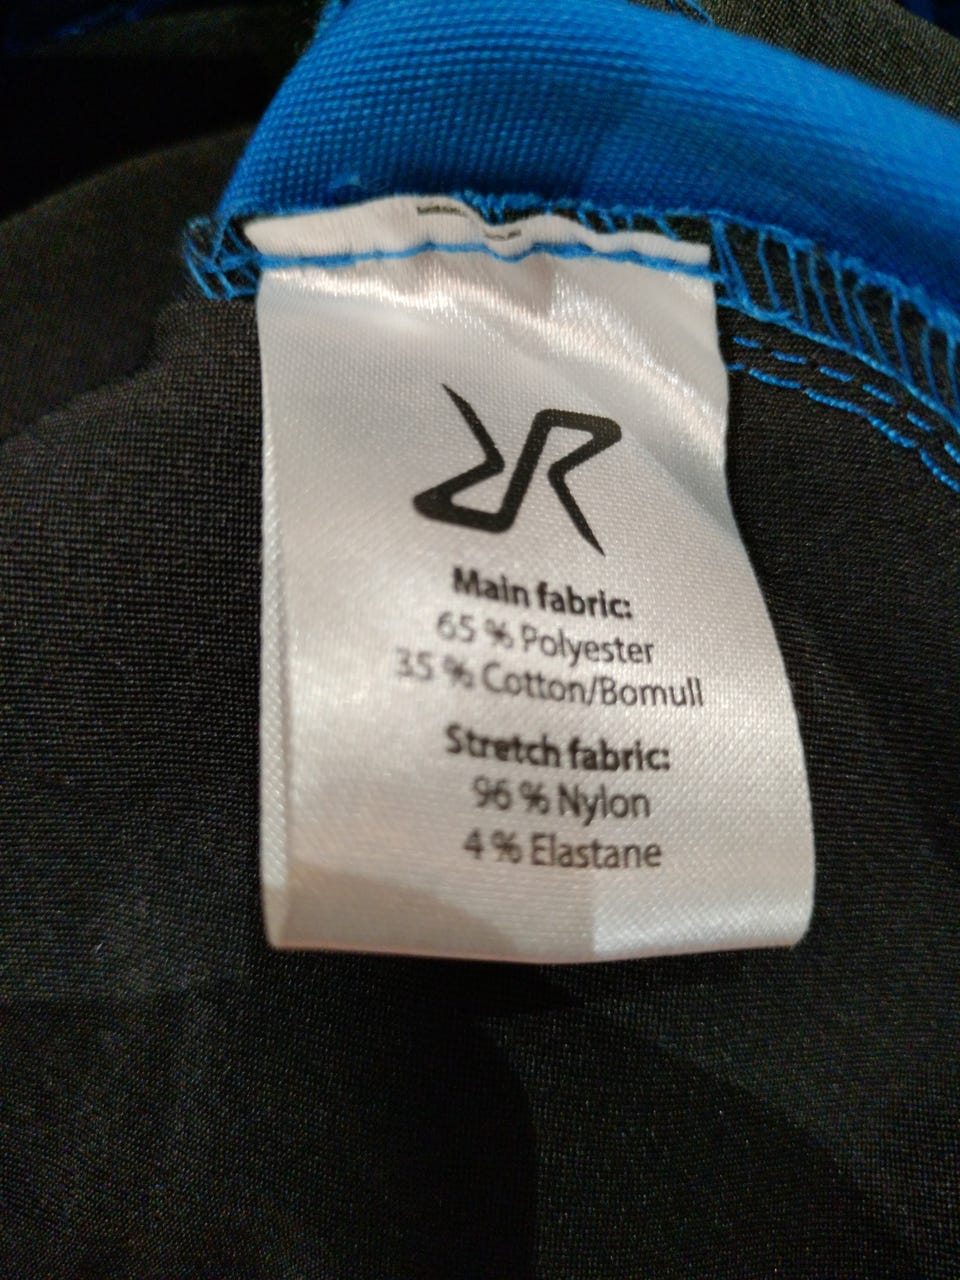 Main fabric:
65 % Polyester
35 % Cotton/Bomull
Stretch fabric:
96 % Nylon
4 % Elastane